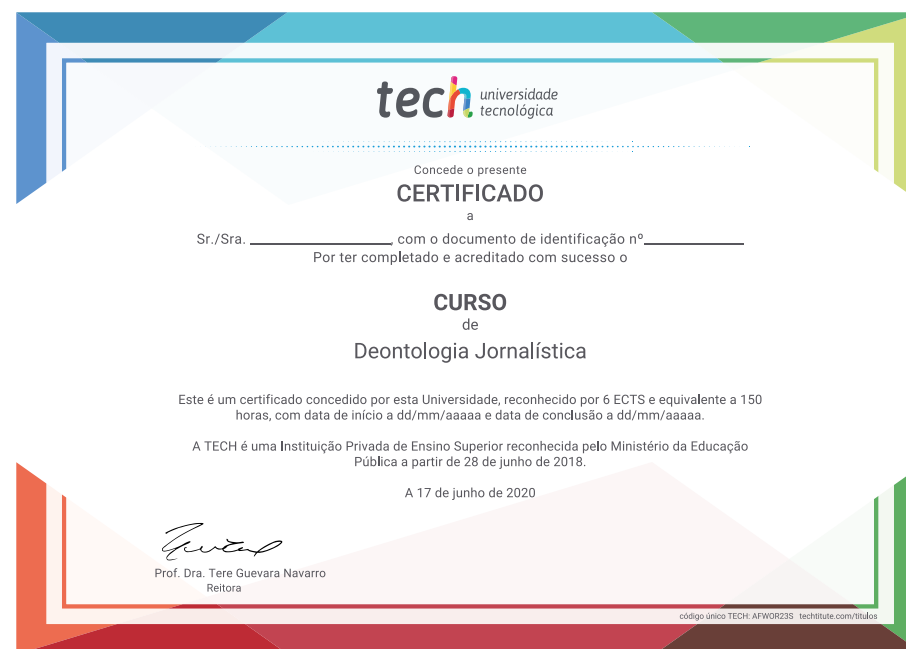 tech universidade
tecnológica
Concede o presente
CERTIFICADO
a
Sr./Sra. ____________________, com o documento de identificação nº______________
Por ter completado e acreditado com sucesso o
CURSO
de
Deontologia Jornalística
Este é um certificado concedido por esta Universidade, reconhecido por 6 ECTS e equivalente a 150
horas, com data de início a dd/mm/aaaaa e data de conclusão a dd/mm/aaaaa.
A TECH é uma Instituição Privada de Ensino Superior reconhecida pelo Ministério da Educação
Pública a partir de 28 de junho de 2018.
A 17 de junho de 2020
Prof. Dra. Tere Guevara Navarro
Reitora
código único TECH: AFWOR23S techtitute.com/titulos